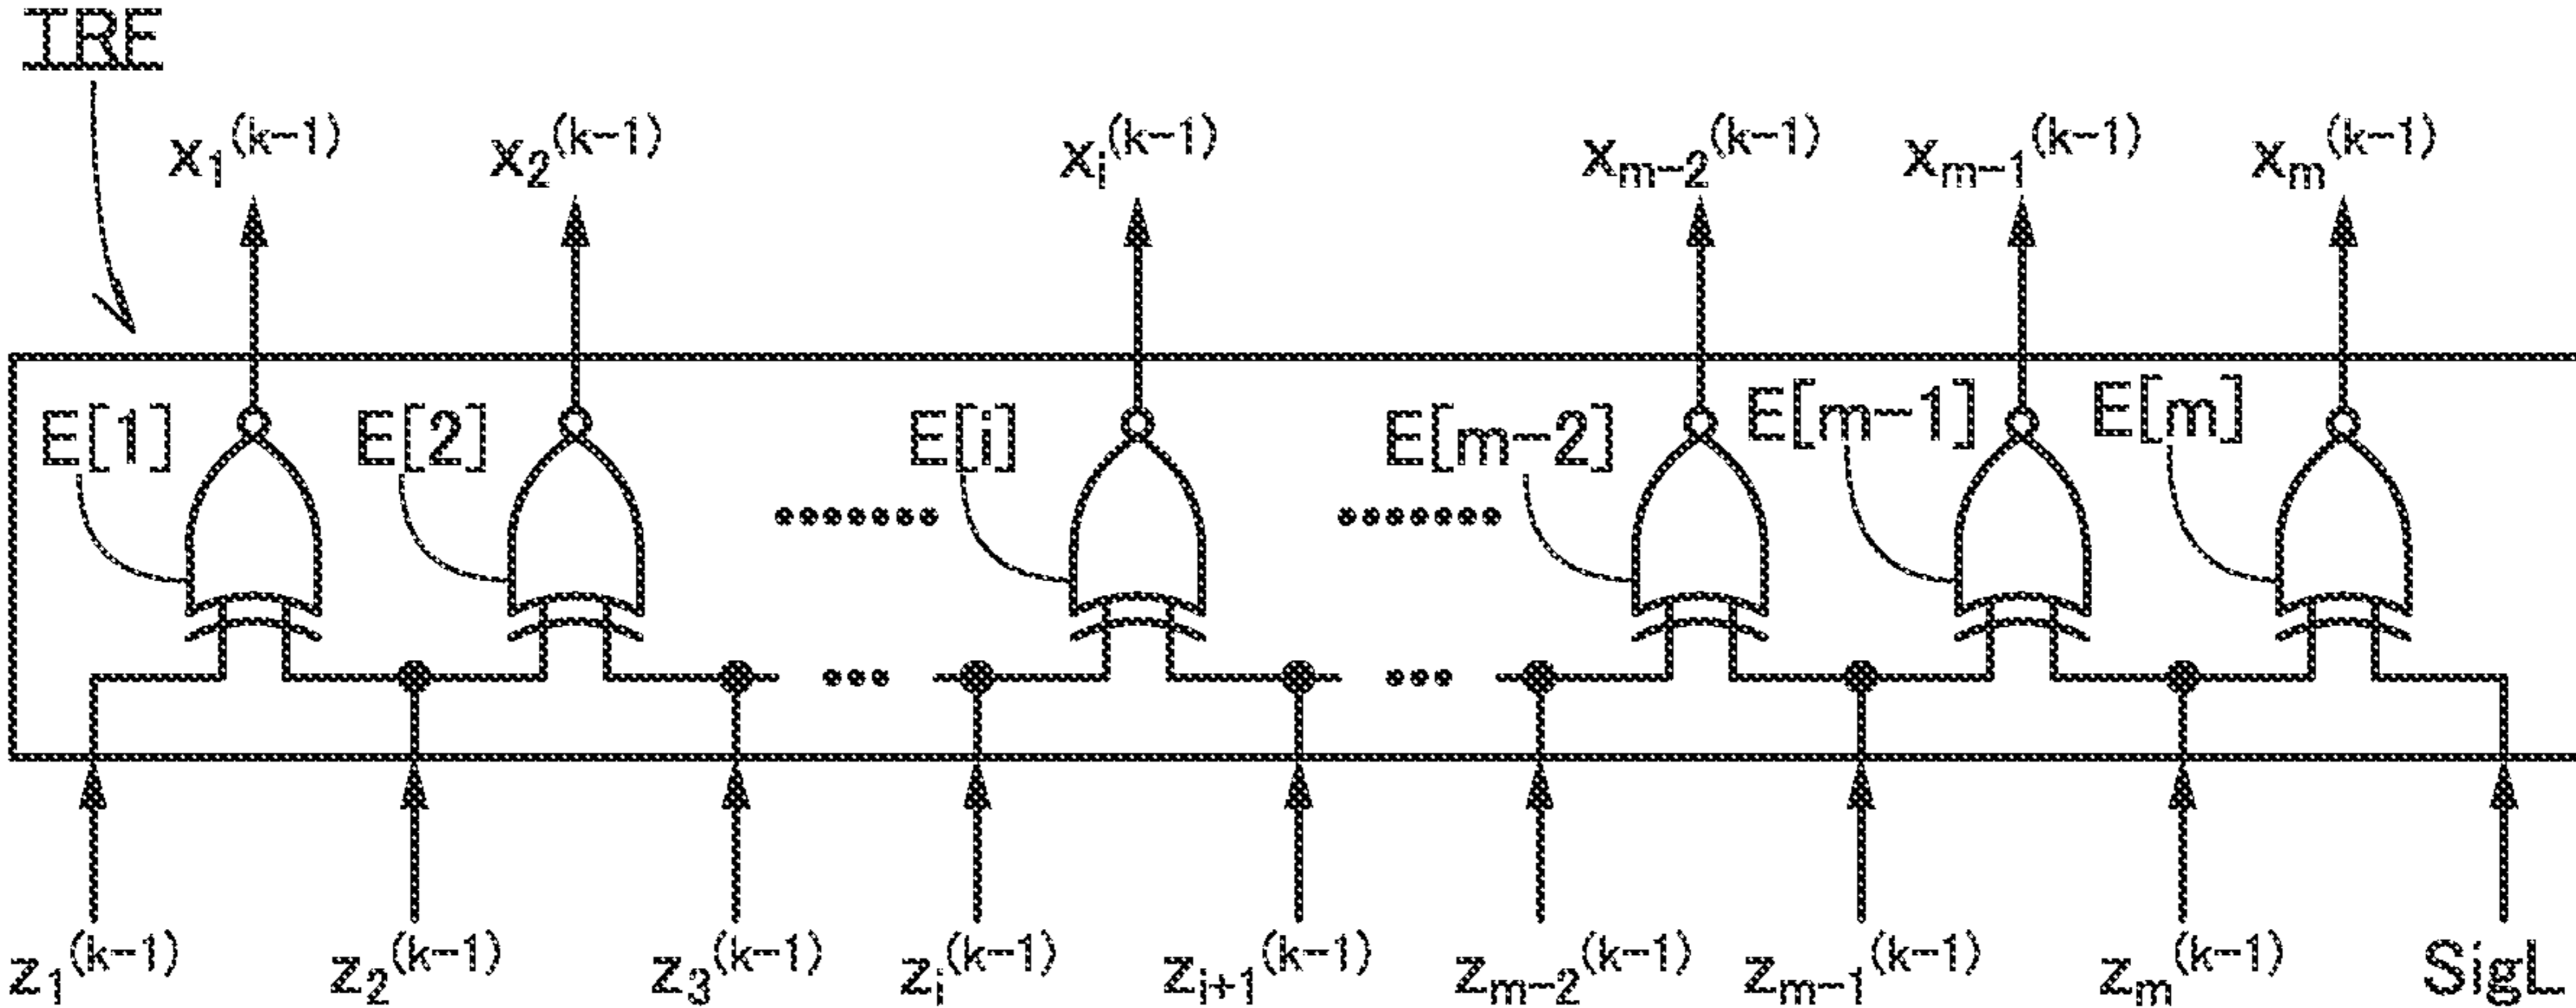 IRE
x₁⁽ᵏ⁻¹⁾ x₂⁽ᵏ⁻¹⁾ xᵢ⁽ᵏ⁻¹⁾ xₘ₋₂⁽ᵏ⁻¹⁾ xₘ₋₁⁽ᵏ⁻¹⁾ xₘ⁽ᵏ⁻¹⁾
E[1] E[2] E[i] E[m-2] E[m-1] E[m]
z₁⁽ᵏ⁻¹⁾ z₂⁽ᵏ⁻¹⁾ z₃⁽ᵏ⁻¹⁾ zᵢ⁽ᵏ⁻¹⁾ zᵢ₊₁⁽ᵏ⁻¹⁾ zₘ₋₂⁽ᵏ⁻¹⁾ zₘ₋₁⁽ᵏ⁻¹⁾ zₘ⁽ᵏ⁻¹⁾ SigL